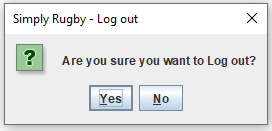 Simply Rugby - Log out
?
Are you sure you want to Log out?
Yes No